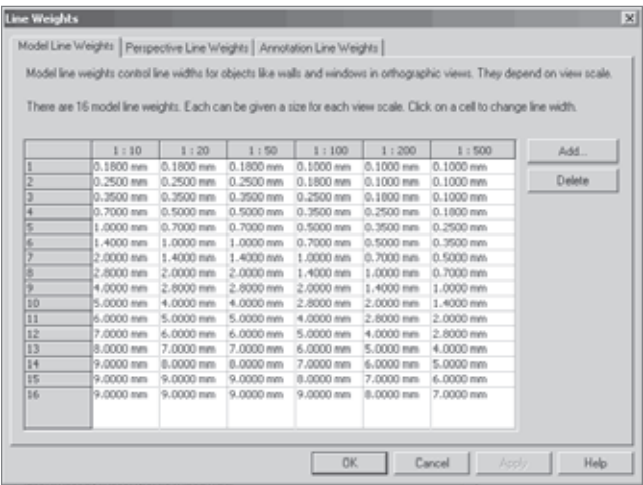 Line Weights
Model Line Weights Perspective Line Weights Annotation Line Weights
Model line weights control line widths for objects like walls and windows in orthographic views. They depend on view scale.
There are 16 model line weights. Each can be given a size for each view scale. Click on a cell to change line width.
1 : 10 1 : 20 1 : 50 1 : 100 1 : 200 1 : 500 Add...
1 0.1800 mm 0.1800 mm 0.1800 mm 0.1000 mm 0.1000 mm 0.1000 mm
2 0.2500 mm 0.2500 mm 0.2500 mm 0.1800 mm 0.1000 mm 0.1000 mm Delete
3 0.3500 mm 0.3500 mm 0.3500 mm 0.2500 mm 0.1800 mm 0.1000 mm
4 0.7000 mm 0.5000 mm 0.5000 mm 0.3500 mm 0.2500 mm 0.1800 mm
5 1.0000 mm 0.7000 mm 0.7000 mm 0.5000 mm 0.3500 mm 0.2500 mm
6 1.4000 mm 1.0000 mm 1.0000 mm 0.7000 mm 0.5000 mm 0.3500 mm
7 2.0000 mm 1.4000 mm 1.4000 mm 1.0000 mm 0.7000 mm 0.5000 mm
8 2.8000 mm 2.0000 mm 2.0000 mm 1.4000 mm 1.0000 mm 0.7000 mm
9 4.0000 mm 2.8000 mm 2.8000 mm 2.0000 mm 1.4000 mm 1.0000 mm
10 5.0000 mm 4.0000 mm 4.0000 mm 2.8000 mm 2.0000 mm 1.4000 mm
11 6.0000 mm 5.0000 mm 5.0000 mm 4.0000 mm 2.8000 mm 2.0000 mm
12 7.0000 mm 6.0000 mm 6.0000 mm 5.0000 mm 4.0000 mm 2.8000 mm
13 8.0000 mm 7.0000 mm 7.0000 mm 6.0000 mm 5.0000 mm 4.0000 mm
14 9.0000 mm 8.0000 mm 8.0000 mm 7.0000 mm 6.0000 mm 5.0000 mm
15 9.0000 mm 9.0000 mm 9.0000 mm 8.0000 mm 7.0000 mm 6.0000 mm
16 9.0000 mm 9.0000 mm 9.0000 mm 9.0000 mm 8.0000 mm 7.0000 mm
OK Cancel Apply Help